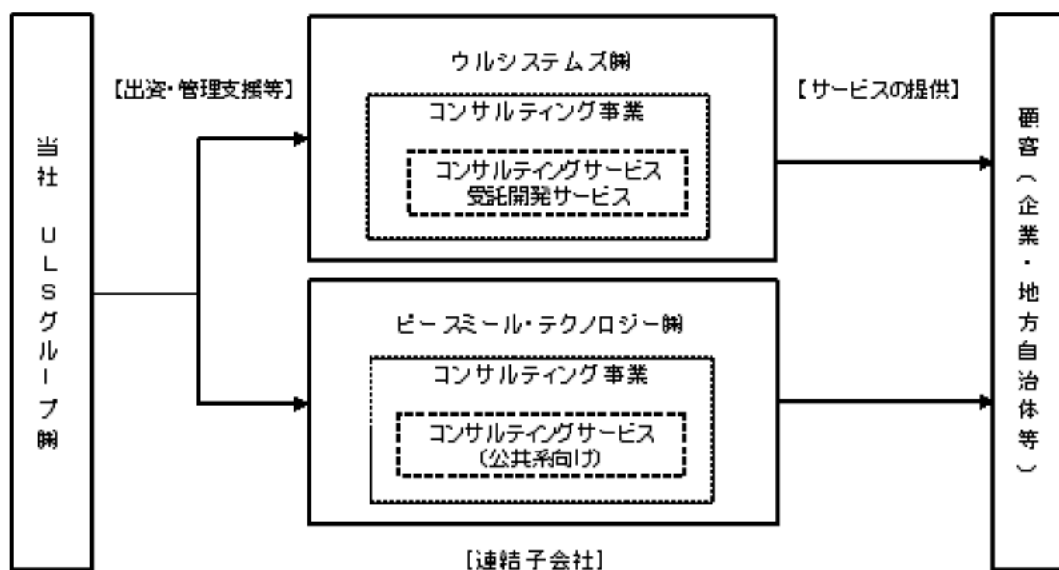 当社 ULSグループ㈱
【出資・管理支援等】
ウルシステムズ㈱
コンサルティング事業
コンサルティングサービス
受託開発サービス
ピースミール・テクノロジー㈱
コンサルティング事業
コンサルティングサービス
(公共系向け)
[連結子会社]
【サービスの提供】
顧客(企業・地方自治体等)